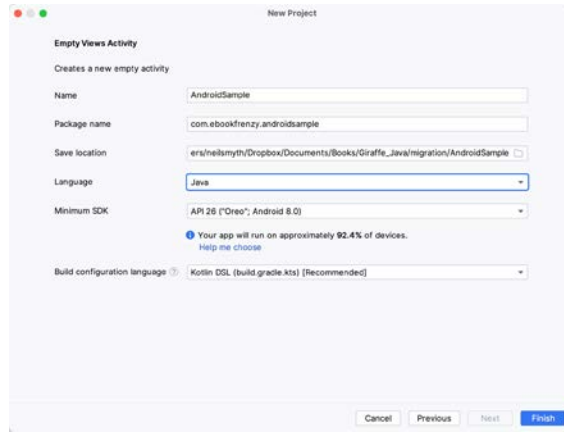 New Project
Empty Views Activity
Creates a new empty activity
Name AndroidSample
Package name com.ebookfrenzy.androidsample
Save location ers/neilsmyth/Dropbox/Documents/Books/Giraffe_Java/migration/AndroidSample
Language Java
Minimum SDK API 26 ("Oreo"; Android 8.0)
Your app will run on approximately 92.4% of devices.
Help me choose
Build configuration language ? Kotlin DSL (build.gradle.kts) [Recommended]
Cancel Previous Next Finish